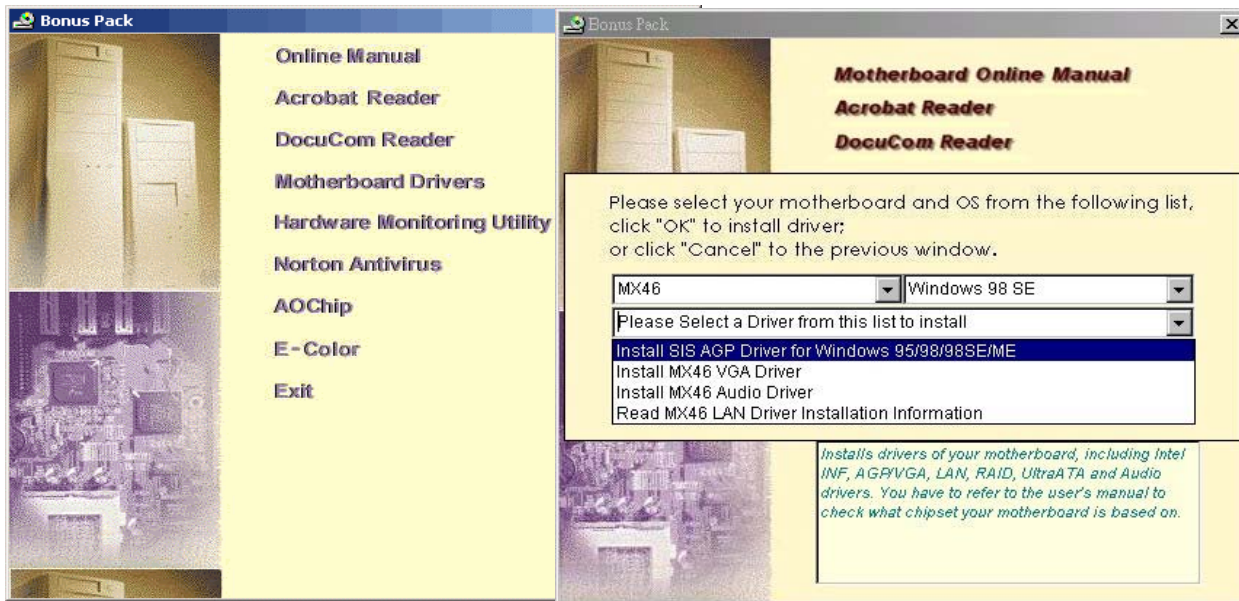 Bonus Pack
Online Manual
Acrobat Reader
DocuCom Reader
Motherboard Drivers
Hardware Monitoring Utility
Norton Antivirus
AOChip
E-Color
Exit
Bonus Pack
Motherboard Online Manual
Acrobat Reader
DocuCom Reader
Please select your motherboard and OS from the following list,
click "OK" to install driver;
or click "Cancel" to the previous window.
MX46 Windows 98 SE
Please Select a Driver from this list to install
Install SIS AGP Driver for Windows 95/98/98SE/ME
Install MX46 VGA Driver
Install MX46 Audio Driver
Read MX46 LAN Driver Installation Information
Installs drivers of your motherboard, including Intel
INF, AGP/VGA, LAN, RAID, UltraATA and Audio
drivers. You have to refer to the user's manual to
check what chipset your motherboard is based on.